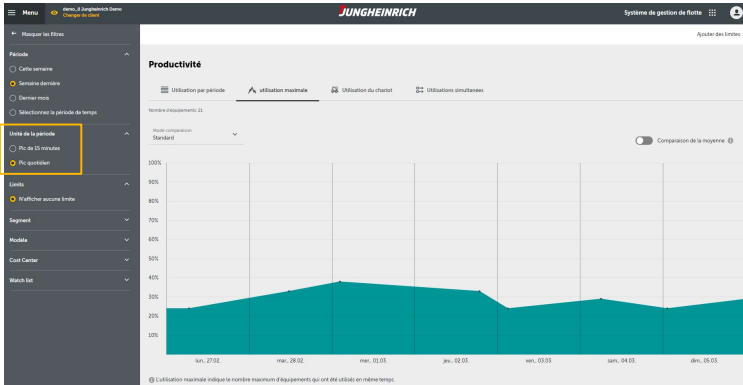 Menu
demo_il Jungheinrich Demo
Changer de client
JUNGHEINRICH
Système de gestion de flotte
Masquer les filtres
Ajouter des limites
Période
Cette semaine
Semaine dernière
Dernier mois
Sélectionnez la période de temps
Unité de la période
Pic de 15 minutes
Pic quotidien
Limits
N'afficher aucune limite
Segment
Modèle
Cost Center
Watch list
Productivité
Utilisation par période
utilisation maximale
Utilisation du chariot
Utilisations simultanées
Nombre d'équipements: 21
Mode comparaison
Standard
Comparaison de la moyenne
100%
90%
80%
70%
60%
50%
40%
30%
20%
10%
lun., 27.02.
mar., 28.02.
mer., 01.03.
jeu., 02.03.
ven., 03.03.
sam., 04.03.
dim., 05.03.
L'utilisation maximale indique le nombre maximum d'équipements qui ont été utilisés en même temps.